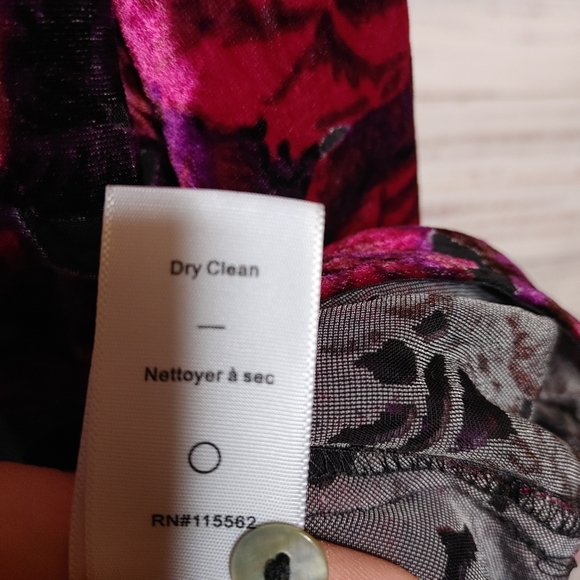 Dry Clean
—
Nettoyer à sec
RN#115562